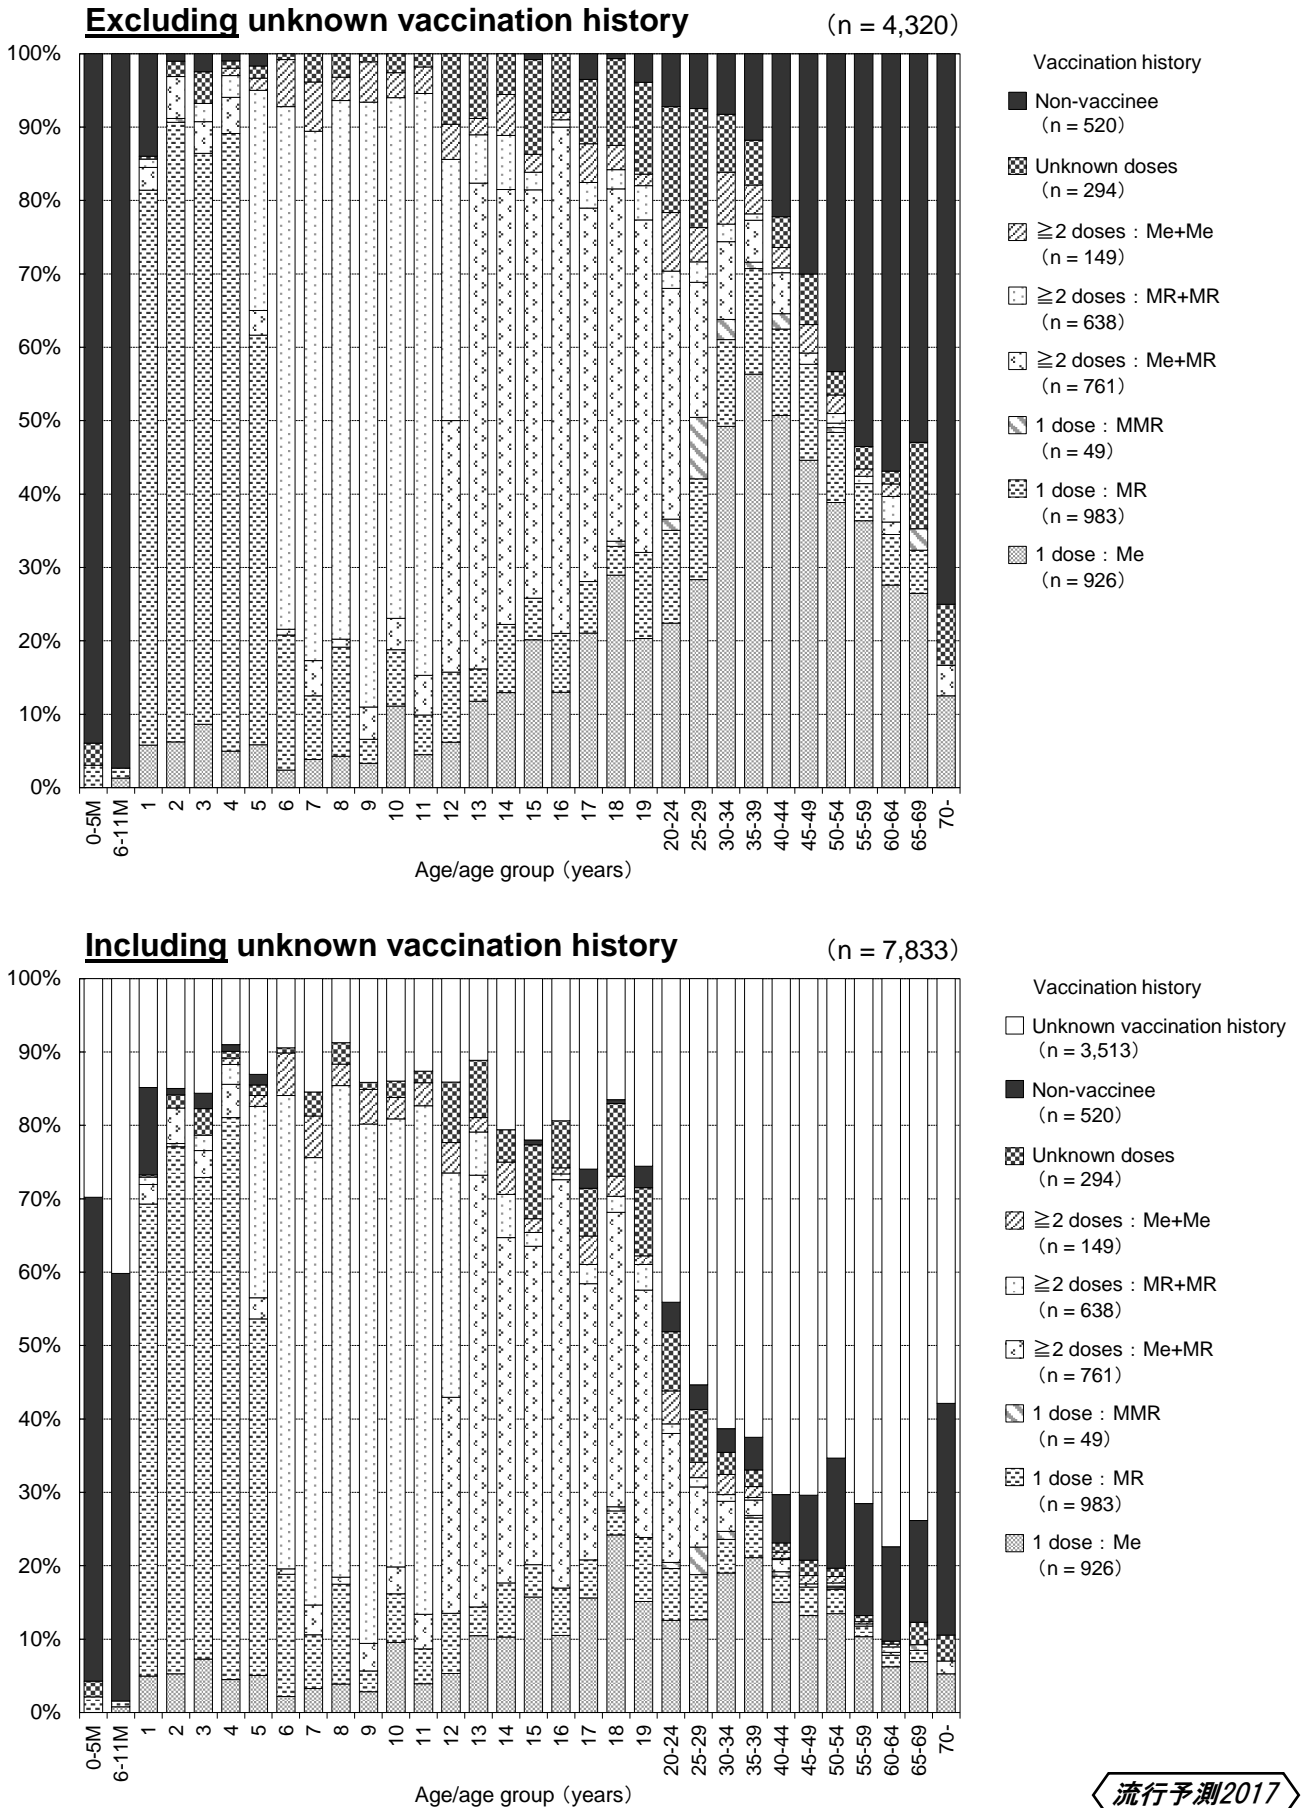 Excluding unknown vaccination history (n = 4,320)
100%
90%
80%
70%
60%
50%
40%
30%
20%
10%
0%
0-5M 6-11M 1 2 3 4 5 6 7 8 9 10 11 12 13 14 15 16 17 18 19 20-24 25-29 30-34 35-39 40-44 45-49 50-54 55-59 60-64 65-69 70-
Age/age group (years)
Vaccination history
Non-vaccinee
(n = 520)
Unknown doses
(n = 294)
≧2 doses : Me+Me
(n = 149)
≧2 doses : MR+MR
(n = 638)
≧2 doses : Me+MR
(n = 761)
1 dose : MMR
(n = 49)
1 dose : MR
(n = 983)
1 dose : Me
(n = 926)
Including unknown vaccination history (n = 7,833)
100%
90%
80%
70%
60%
50%
40%
30%
20%
10%
0%
0-5M 6-11M 1 2 3 4 5 6 7 8 9 10 11 12 13 14 15 16 17 18 19 20-24 25-29 30-34 35-39 40-44 45-49 50-54 55-59 60-64 65-69 70-
Age/age group (years)
Vaccination history
Unknown vaccination history
(n = 3,513)
Non-vaccinee
(n = 520)
Unknown doses
(n = 294)
≧2 doses : Me+Me
(n = 149)
≧2 doses : MR+MR
(n = 638)
≧2 doses : Me+MR
(n = 761)
1 dose : MMR
(n = 49)
1 dose : MR
(n = 983)
1 dose : Me
(n = 926)
流行予測2017